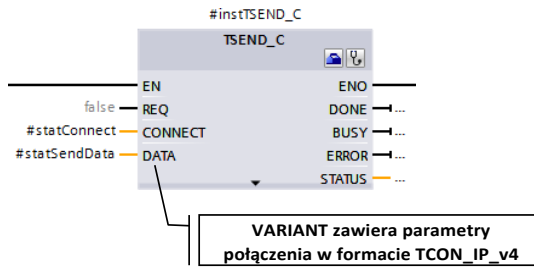 #instTSEND_C
TSEND_C
EN ENO
false REQ DONE ...
#statConnect CONNECT BUSY ...
#statSendData DATA ERROR ...
STATUS ...
VARIANT zawiera parametry
połączenia w formacie TCON_IP_v4